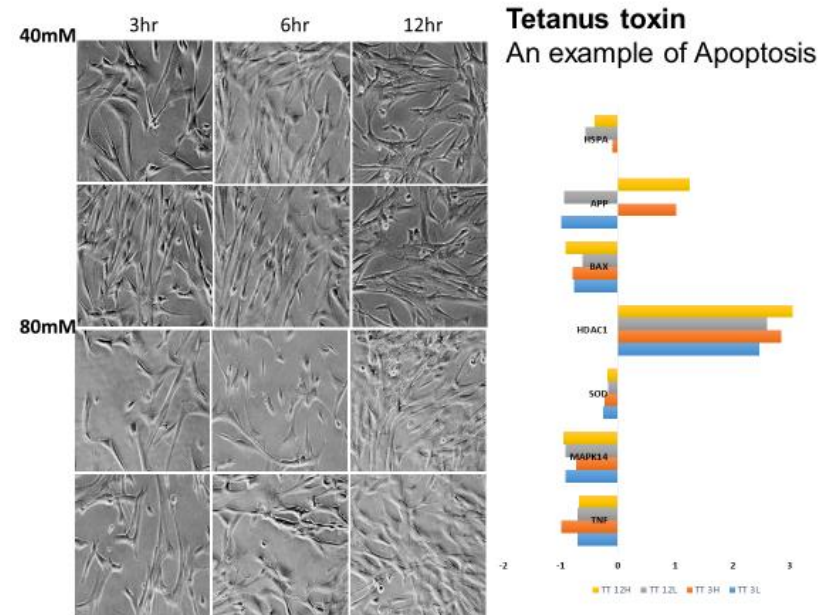 Tetanus toxin
An example of Apoptosis
3hr 6hr 12hr
40mM
80mM
HSPA
APP
BAX
HDAC1
SOD
MAPK14
TNF
-2 -1 0 1 2 3
TT 12H TT 12L TT 3H TT 3L